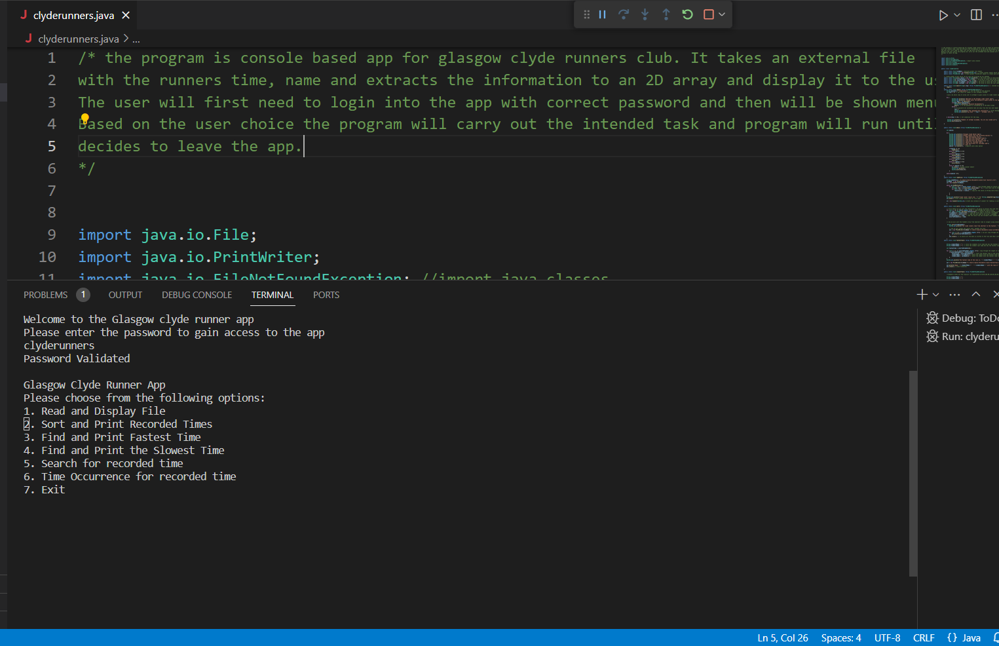 clyderunners.java
clyderunners.java > ...
1 /* the program is console based app for glasgow clyde runners club. It takes an external file
2 with the runners time, name and extracts the information to an 2D array and display it to the
3 The user will first need to login into the app with correct password and then will be shown
4 Based on the user choice the program will carry out the intended task and program will run
5 decides to leave the app.
6 */
7
8
9 import java.io.File;
10 import java.io.PrintWriter;
11 import java.io.FileNotFoundException; //import java classes
PROBLEMS 1 OUTPUT DEBUG CONSOLE TERMINAL PORTS
Welcome to the Glasgow clyde runner app
Please enter the password to gain access to the app
clyderunners
Password Validated
Glasgow Clyde Runner App
Please choose from the following options:
1. Read and Display File
2. Sort and Print Recorded Times
3. Find and Print Fastest Time
4. Find and Print the Slowest Time
5. Search for recorded time
6. Time Occurrence for recorded time
7. Exit
Debug: ToDo
Run: clyderu
Ln 5, Col 26 Spaces: 4 UTF-8 CRLF {} Java